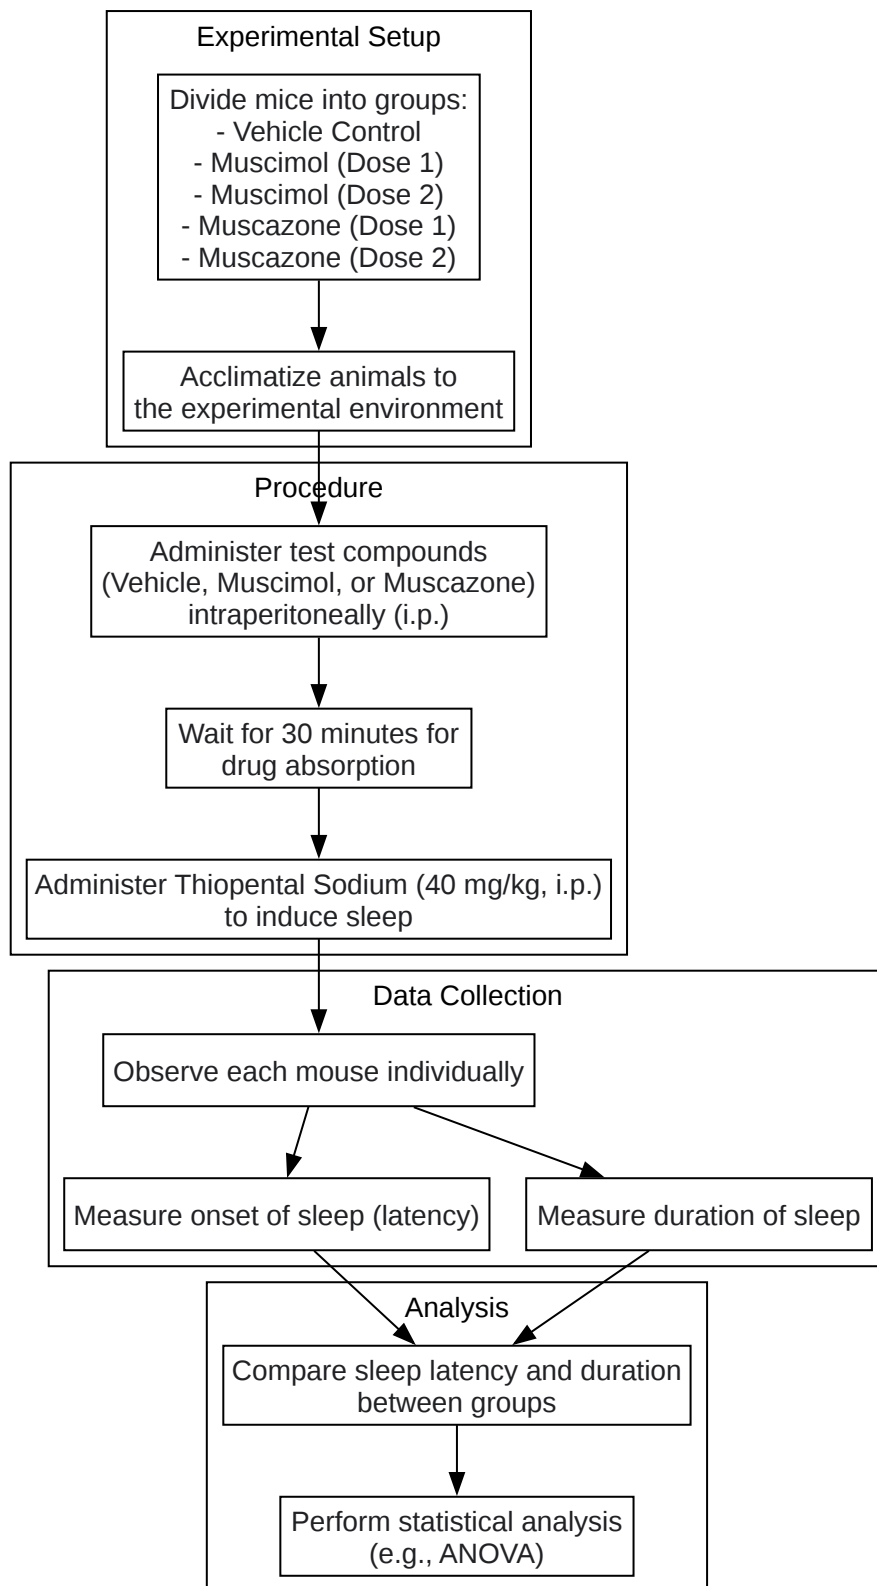 Experimental Setup
Divide mice into groups:
- Vehicle Control
- Muscimol (Dose 1)
- Muscimol (Dose 2)
- Muscazone (Dose 1)
- Muscazone (Dose 2)
Acclimatize animals to
the experimental environment
Procedure
Administer test compounds
(Vehicle, Muscimol, or Muscazone)
intraperitoneally (i.p.)
Wait for 30 minutes for
drug absorption
Administer Thiopental Sodium (40 mg/kg, i.p.)
to induce sleep
Data Collection
Observe each mouse individually
Measure onset of sleep (latency)
Measure duration of sleep
Analysis
Compare sleep latency and duration
between groups
Perform statistical analysis
(e.g., ANOVA)